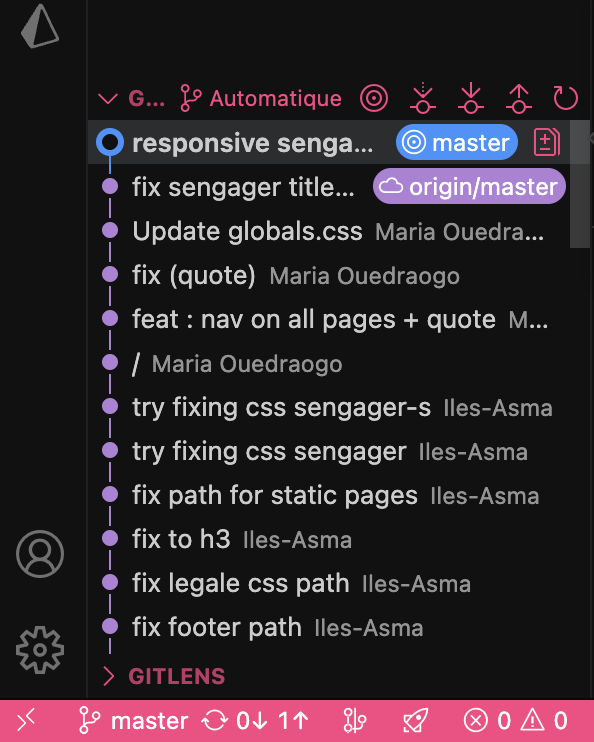 G... Automatique
responsive senga... master
fix sengager title... origin/master
Update globals.css Maria Ouedra...
fix (quote) Maria Ouedraogo
feat : nav on all pages + quote M...
/ Maria Ouedraogo
try fixing css sengager-s Iles-Asma
try fixing css sengager Iles-Asma
fix path for static pages Iles-Asma
fix to h3 Iles-Asma
fix legale css path Iles-Asma
fix footer path Iles-Asma
GITLENS
master 0↓ 1↑ 0 0